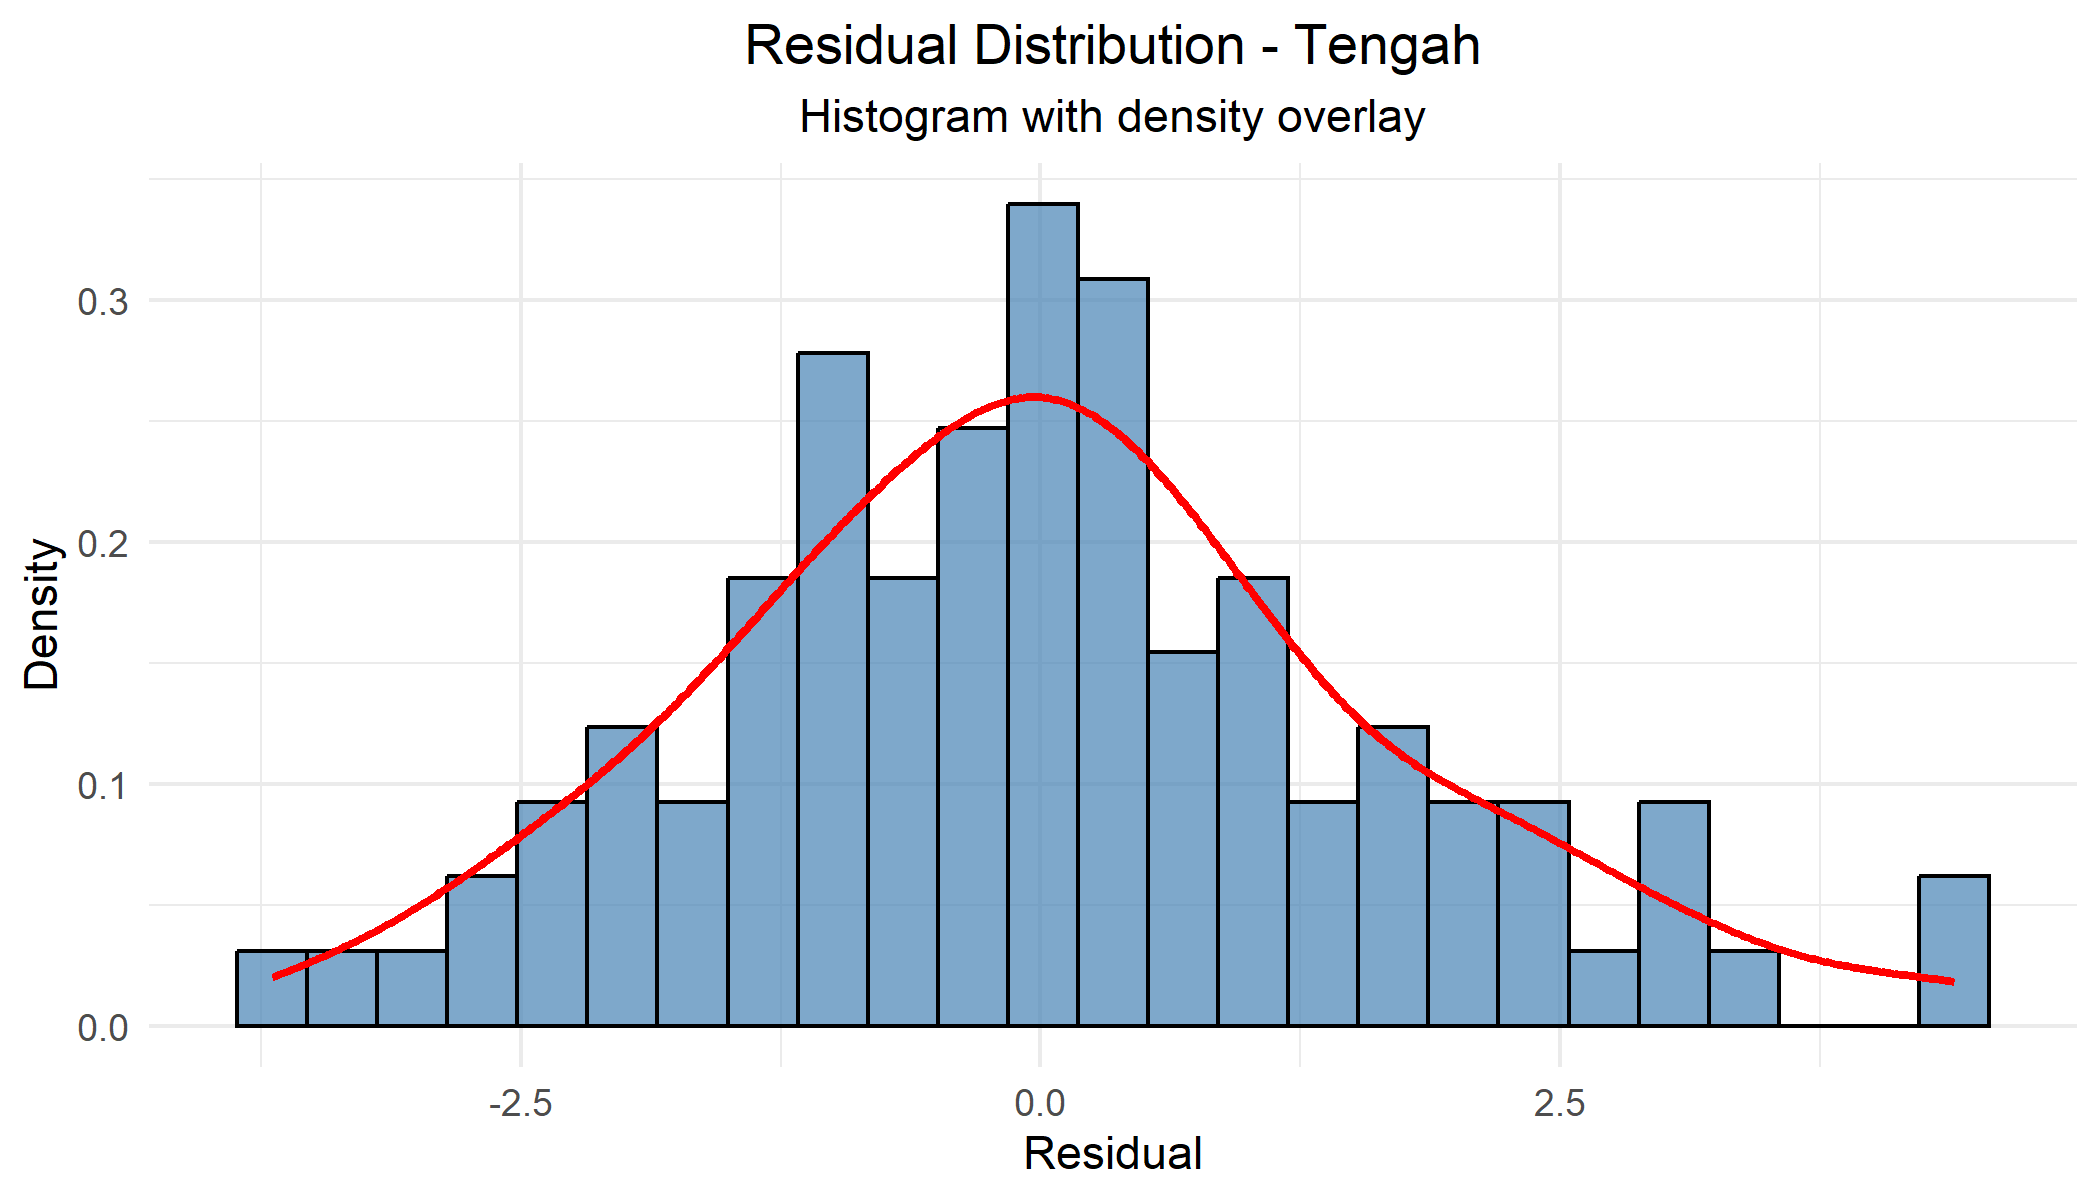 Residual Distribution - Tengah
Histogram with density overlay
Density
0.3
0.2
0.1
0.0
-2.5
0.0
2.5
Residual